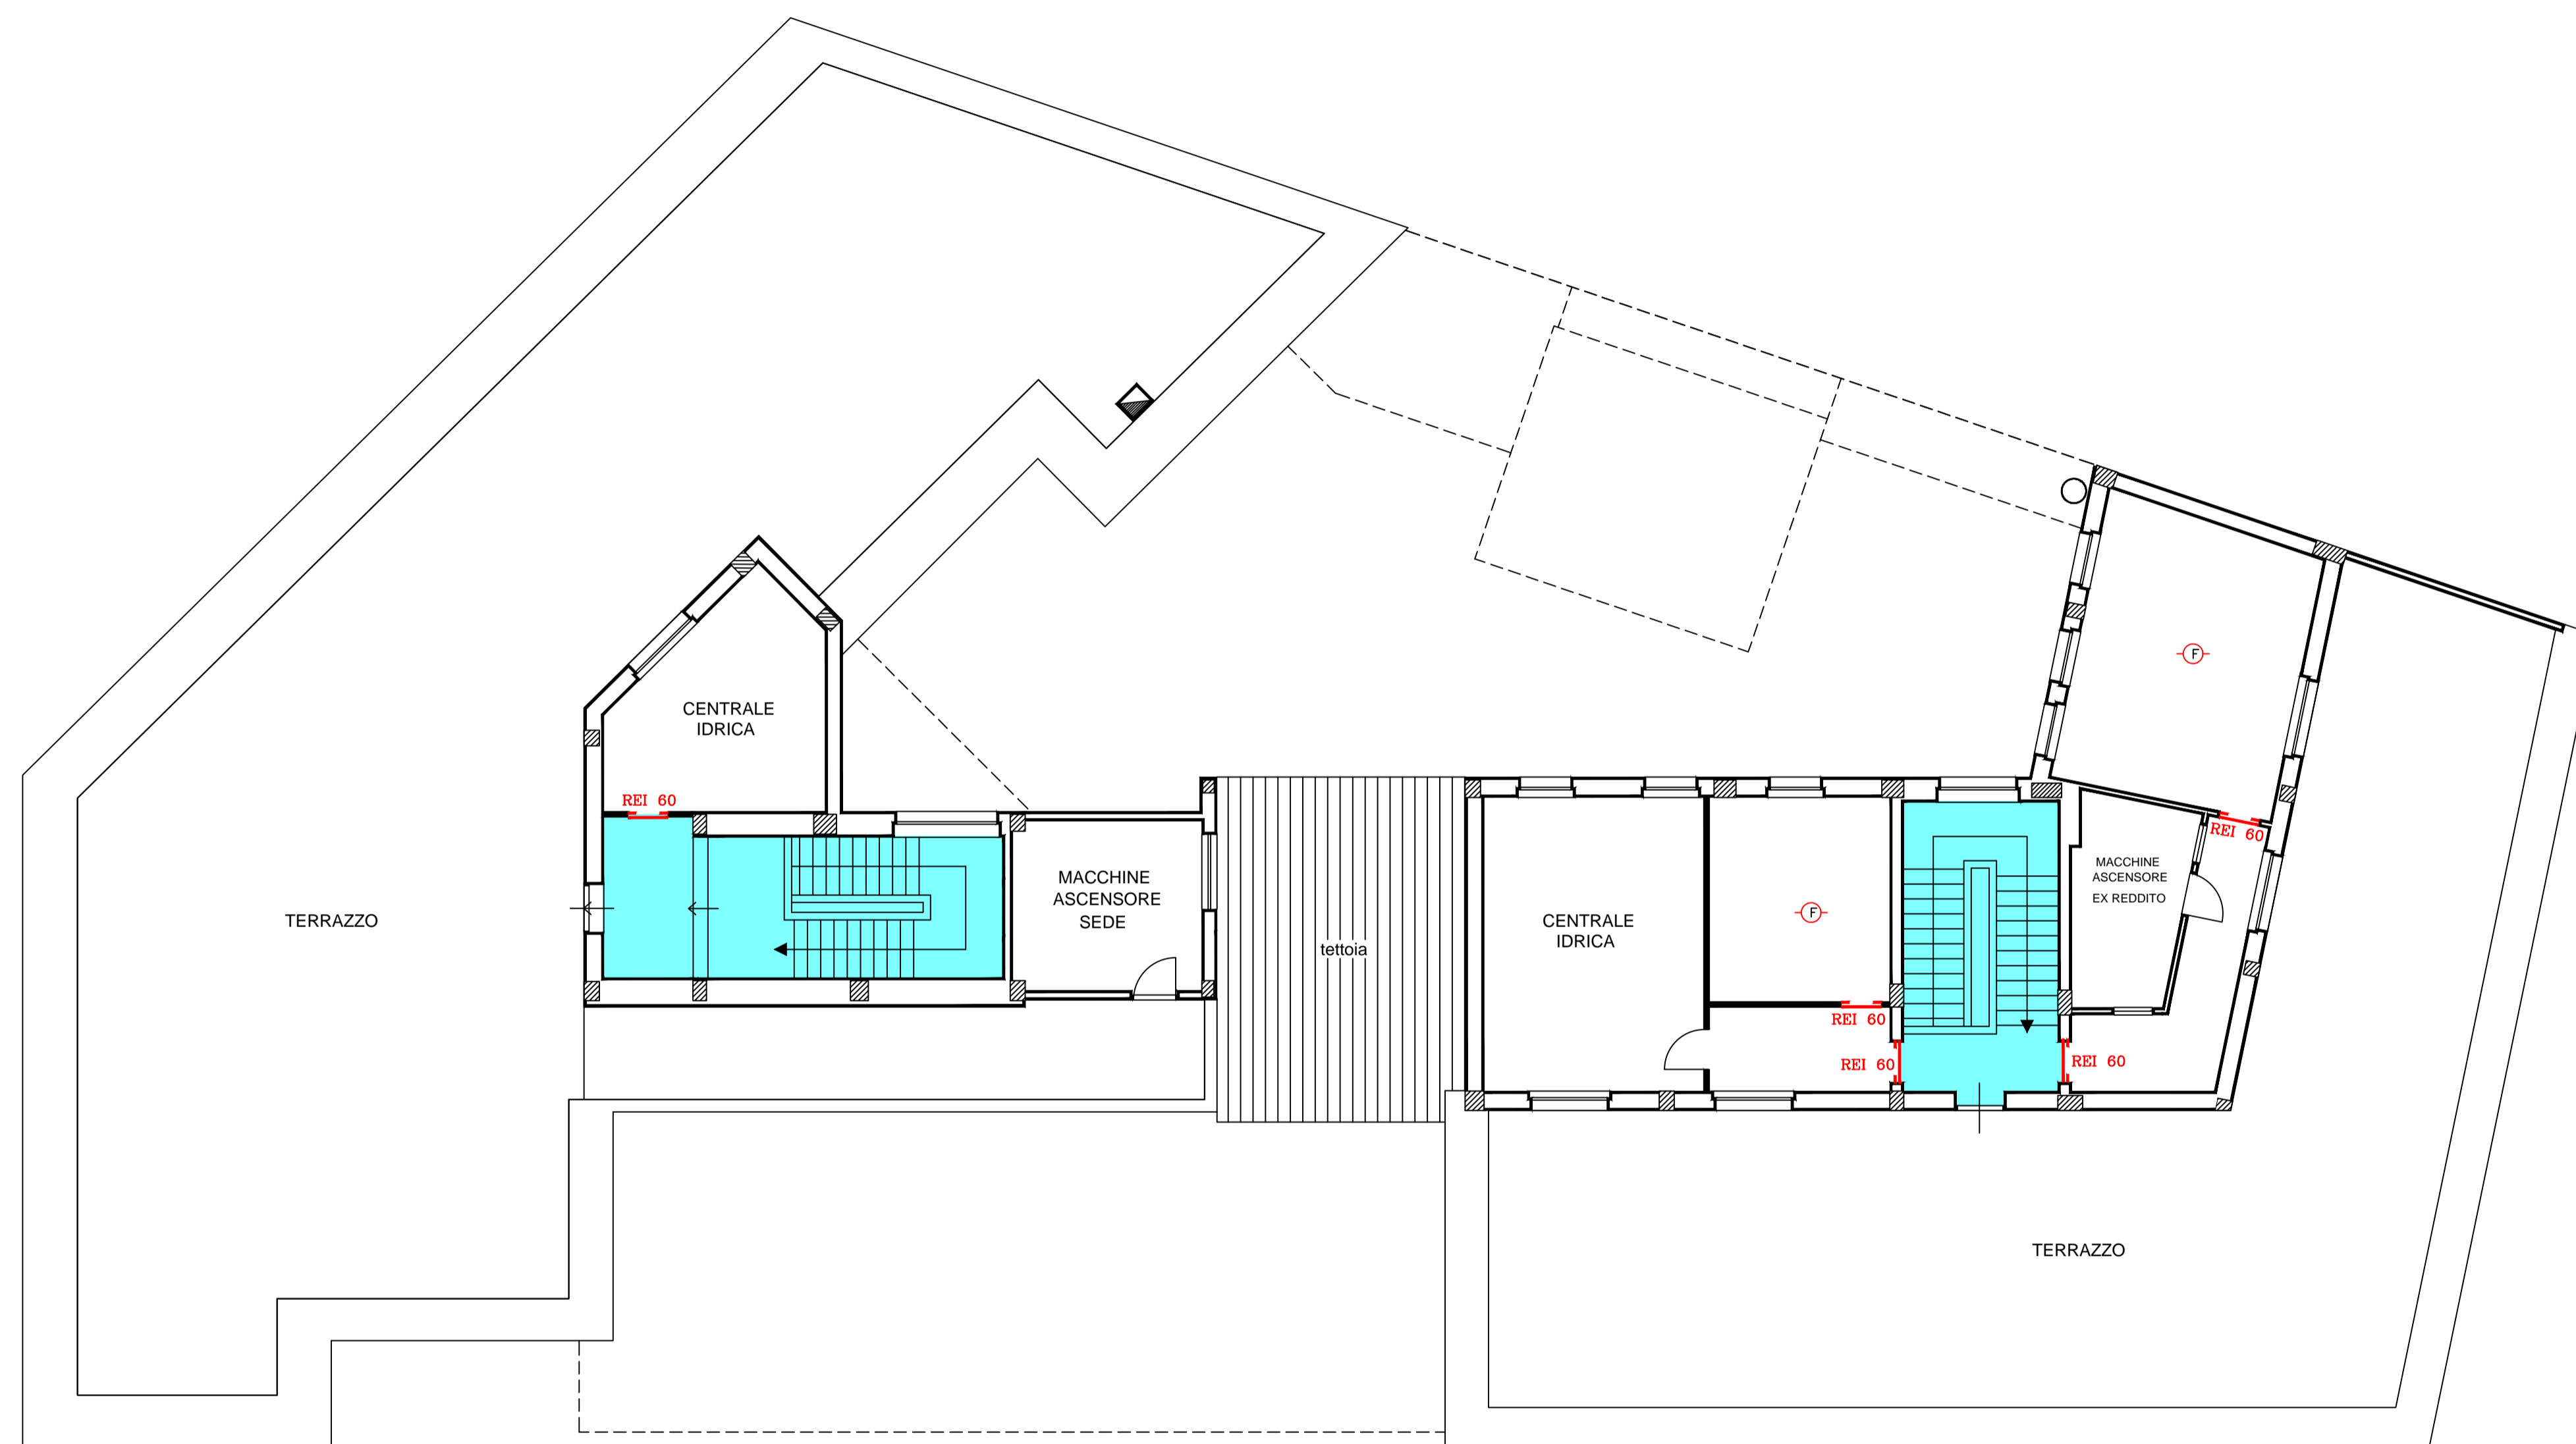 F
CENTRALE
IDRICA
REI 60
REI 60
MACCHINE
ASCENSORE
SEDE
MACCHINE
ASCENSORE
EX REDDITO
TERRAZZO
CENTRALE
IDRICA
F
tettoia
REI 60
REI 60
REI 60
TERRAZZO